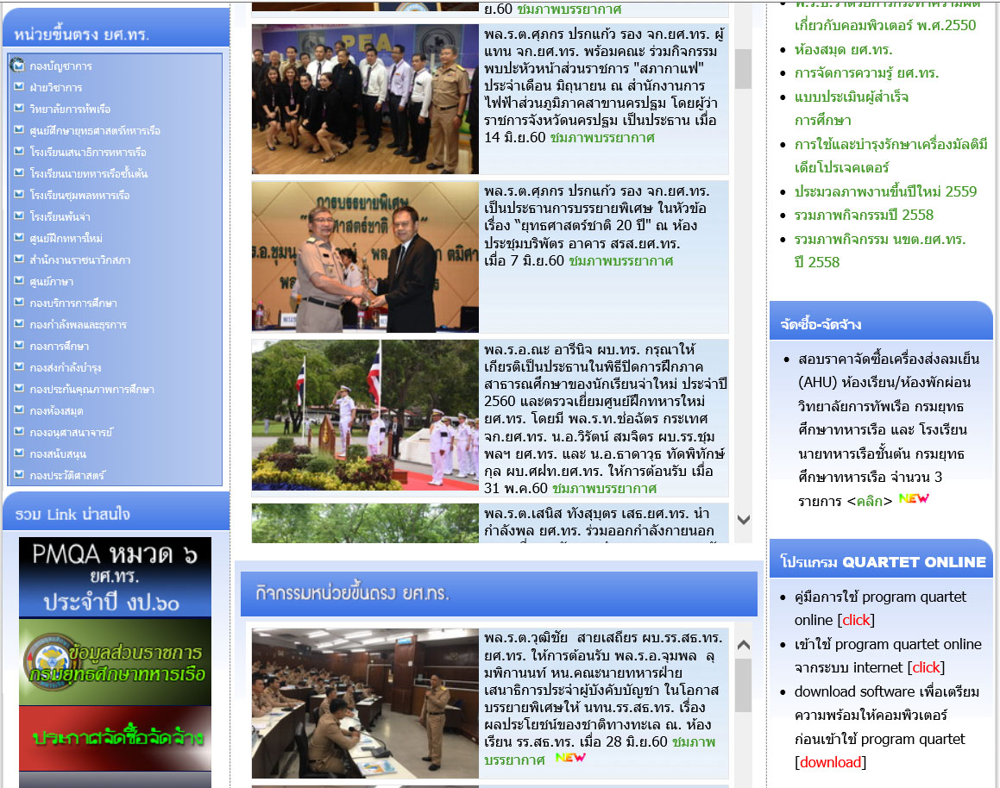 หน่วยขึ้นตรง ยศ.ทร.
กองบัญชาการ
ฝ่ายวิชาการ
วิทยาลัยการทัพเรือ
ศูนย์ศึกษายุทธศาสตร์ทหารเรือ
โรงเรียนเสนาธิการทหารเรือ
โรงเรียนนายทหารเรือชั้นต้น
โรงเรียนชุมพลทหารเรือ
โรงเรียนพันจ่า
ศูนย์ฝึกทหารใหม่
สำนักงานราชนาวิกสภา
ศูนย์ภาษา
กองบริการการศึกษา
กองกำลังพลและธุรการ
กองการศึกษา
กองส่งกำลังบำรุง
กองประกันคุณภาพการศึกษา
กองห้องสมุด
กองอนุศาสนาจารย์
กองสนับสนุน
กองประวัติศาสตร์
รวม Link น่าสนใจ
PMQA หมวด ๖
ยศ.ทร.
ประจำปี งป.๖๐
ข้อมูลส่วนราชการ
กรมยุทธศึกษาทหารเรือ
ประกาศจัดซื้อจัดจ้าง
ย.60 ชมภาพบรรยากาศ
PEA
พล.ร.ต.ศุภกร ปรกแก้ว รอง จก.ยศ.ทร. ผู้
แทน จก.ยศ.ทร. พร้อมคณะ ร่วมกิจกรรม
พบปะหัวหน้าส่วนราชการ "สภากาแฟ"
ประจำเดือน มิถุนายน ณ สำนักงานการ
ไฟฟ้าส่วนภูมิภาคสาขานครปฐม โดยผู้ว่า
ราชการจังหวัดนครปฐม เป็นประธาน เมื่อ
14 มิ.ย.60 ชมภาพบรรยากาศ
การบรรยายพิเศษ
พล.ร.ต.ศุภกร ปรกแก้ว รอง จก.ยศ.ทร.
เป็นประธานการบรรยายพิเศษ ในหัวข้อ
เรื่อง "ยุทธศาสตร์ชาติ 20 ปี" ณ ห้อง
ประชุมบริพัตร อาคาร สรส.ยศ.ทร.
เมื่อ 7 มิ.ย.60 ชมภาพบรรยากาศ
พล.ร.อ.ณะ อารีนิจ ผบ.ทร. กรุณาให้
เกียรติเป็นประธานในพิธีปิดการฝึกภาค
สาธารณศึกษาของนักเรียนจ่าใหม่ ประจำปี
2560 และตรวจเยี่ยมศูนย์ฝึกทหารใหม่
ยศ.ทร. โดยมี พล.ร.ท.ช่อฉัตร กระเทศ
จก.ยศ.ทร. น.อ.วิรัตน์ สมจิตร ผบ.รร.ชุม
พลฯ ยศ.ทร. และ น.อ.ธาดาวุธ ทัดพิทักษ์
กุล ผบ.ศฝท.ยศ.ทร. ให้การต้อนรับ เมื่อ
31 พ.ค.60 ชมภาพบรรยากาศ
พล.ร.ต.เสนิส ทังสุบุตร เสธ.ยศ.ทร. นำ
กำลังพล ยศ.ทร. ร่วมออกกำลังกายนอก
กิจกรรมหน่วยขึ้นตรง ยศ.ทร.
พล.ร.ต.วุฒิชัย สายเสถียร ผบ.รร.สธ.ทร.
ยศ.ทร. ให้การต้อนรับ พล.ร.อ.จุมพล ลุ
มพิกานนท์ หน.คณะนายทหารฝ่าย
เสนาธิการประจำผู้บังคับบัญชา ในโอกาส
บรรยายพิเศษให้ นทน.รร.สธ.ทร. เรื่อง
ผลประโยชน์ของชาติทางทะเล ณ. ห้อง
เรียน รร.สธ.ทร. เมื่อ 28 มิ.ย.60 ชมภาพ
บรรยากาศ NEW
พ.ร.บ.ว่าด้วยการกระทำความผิด
เกี่ยวกับคอมพิวเตอร์ พ.ศ.2550
ห้องสมุด ยศ.ทร.
การจัดการความรู้ ยศ.ทร.
แบบประเมินผู้สำเร็จ
การศึกษา
การใช้และบำรุงรักษาเครื่องมัลติมี
เดียโปรเจคเตอร์
ประมวลภาพงานขึ้นปีใหม่ 2559
รวมภาพกิจกรรมปี 2558
รวมภาพกิจกรรม นขต.ยศ.ทร.
ปี 2558
จัดซื้อ-จัดจ้าง
สอบราคาจัดซื้อเครื่องส่งลมเย็น
(AHU) ห้องเรียน/ห้องพักผ่อน
วิทยาลัยการทัพเรือ กรมยุทธ
ศึกษาทหารเรือ และ โรงเรียน
นายทหารเรือชั้นต้น กรมยุทธ
ศึกษาทหารเรือ จำนวน 3
รายการ <คลิก> NEW
โปรแกรม QUARTET ONLINE
คู่มือการใช้ program quartet
online [click]
เข้าใช้ program quartet online
จากระบบ internet [click]
download software เพื่อเตรียม
ความพร้อมให้คอมพิวเตอร์
ก่อนเข้าใช้ program quartet
[download]